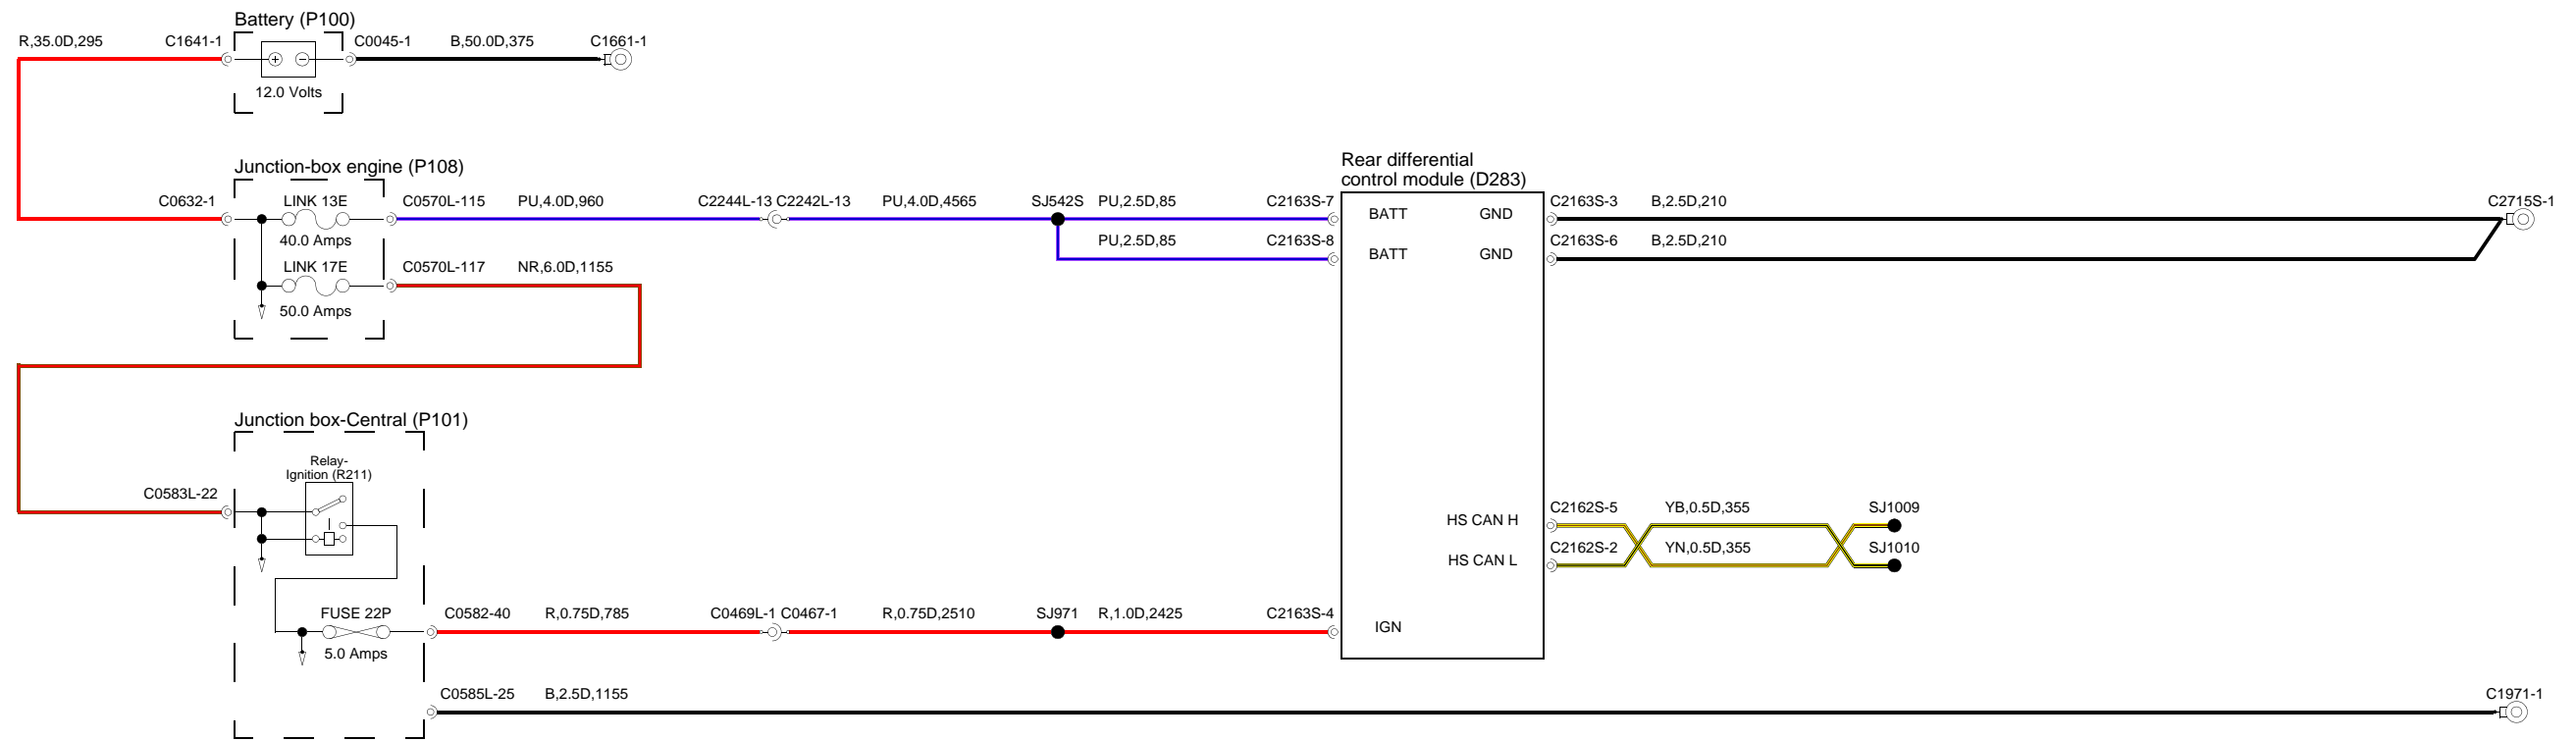 Battery (P100)
R,35.0D,295
C1641-1
C0045-1
B,50.0D,375
C1661-1
12.0 Volts
Junction-box engine (P108)
C0632-1
LINK 13E
40.0 Amps
LINK 17E
50.0 Amps
C0570L-115
PU,4.0D,960
C2244L-13
C2242L-13
PU,4.0D,4565
SJ542S
PU,2.5D,85
C2163S-7
PU,2.5D,85
C2163S-8
C0570L-117
NR,6.0D,1155
Rear differential
control module (D283)
BATT
GND
BATT
GND
C2163S-3
B,2.5D,210
C2715S-1
C2163S-6
B,2.5D,210
HS CAN H
HS CAN L
C2162S-5
YB,0.5D,355
SJ1009
C2162S-2
YN,0.5D,355
SJ1010
Junction box-Central (P101)
Relay-
Ignition (R211)
C0583L-22
FUSE 22P
5.0 Amps
C0582-40
R,0.75D,785
C0469L-1
C0467-1
R,0.75D,2510
SJ971
R,1.0D,2425
C2163S-4
IGN
C0585L-25
B,2.5D,1155
C1971-1